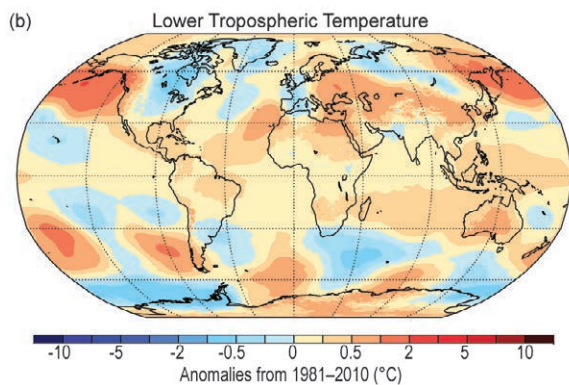 (b) Lower Tropospheric Temperature
-10 -5 -2 -0.5 0 0.5 2 5 10
Anomalies from 1981–2010 (°C)